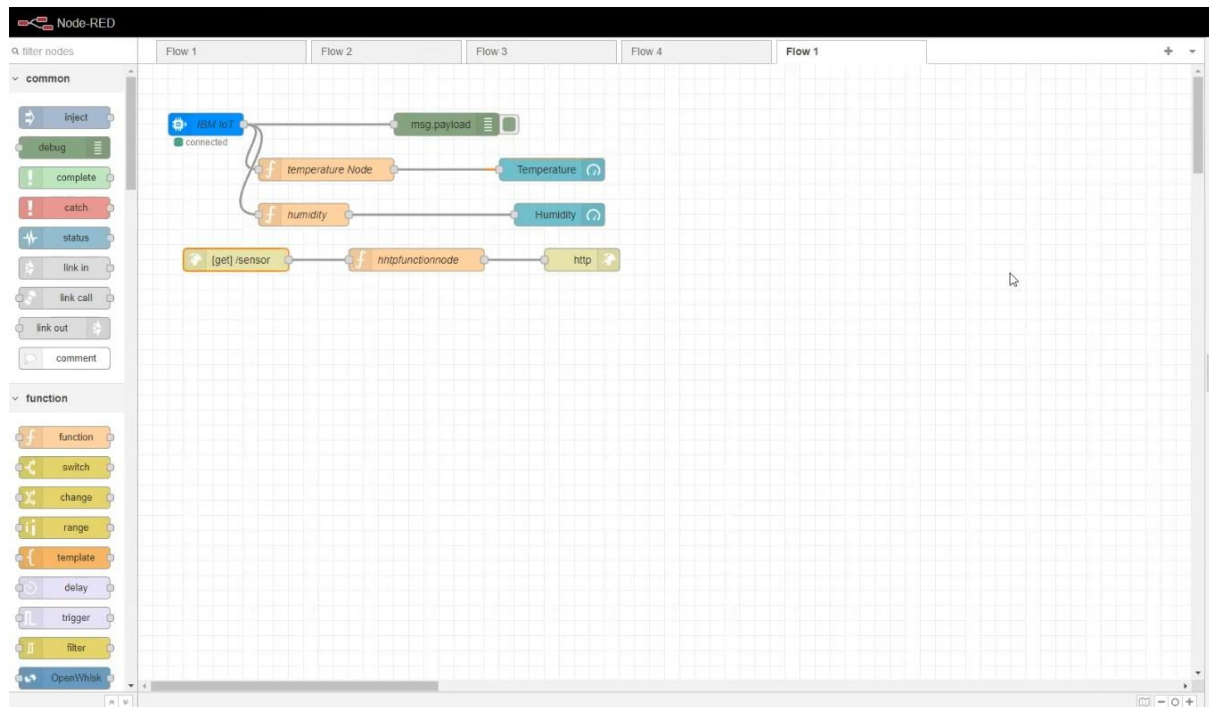 Node-RED
filter nodes
Flow 1
Flow 2
Flow 3
Flow 4
Flow 1
common
inject
debug
complete
catch
status
link in
link call
link out
comment
function
function
switch
change
range
template
delay
trigger
filter
OpenWhisk
IBM IoT
connected
msg.payload
temperature Node
Temperature
humidity
Humidity
[get] /sensor
hhtpfunctionnode
http